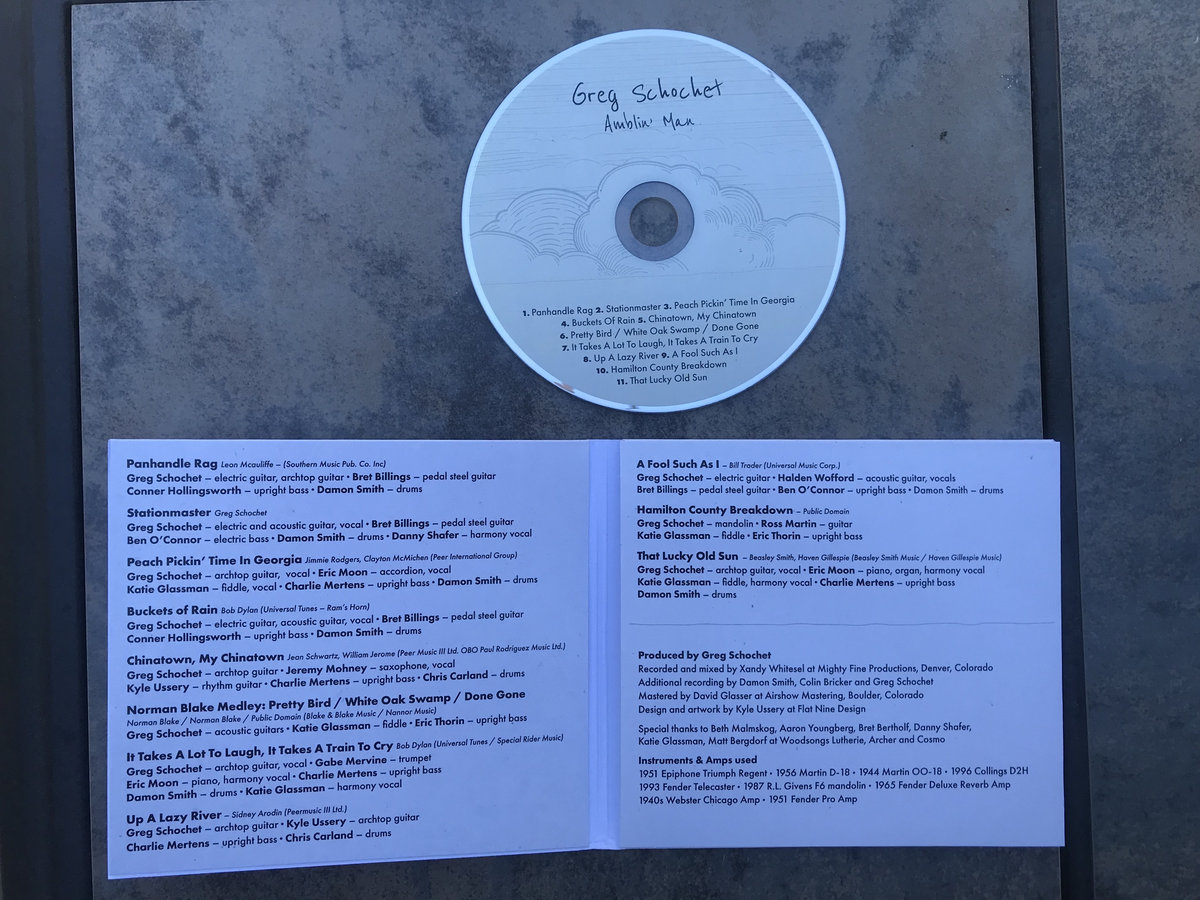 Greg Schochet
Amblin' Man
1. Panhandle Rag 2. Stationmaster 3. Peach Pickin' Time In Georgia
4. Buckets Of Rain 5. Chinatown, My Chinatown
6. Pretty Bird / White Oak Swamp / Done Gone
7. It Takes A Lot To Laugh, It Takes A Train To Cry
8. Up A Lazy River 9. A Fool Such As I
10. Hamilton County Breakdown
11. That Lucky Old Sun
Panhandle Rag Leon Mcauliffe – (Southern Music Pub. Co. Inc)
Greg Schochet – electric guitar, archtop guitar • Bret Billings – pedal steel guitar
Conner Hollingsworth – upright bass • Damon Smith – drums
Stationmaster Greg Schochet
Greg Schochet – electric and acoustic guitar, vocal • Bret Billings – pedal steel guitar
Ben O'Connor – electric bass • Damon Smith – drums • Danny Shafer – harmony vocal
Peach Pickin' Time In Georgia Jimmie Rodgers, Clayton McMichen (Peer International Group)
Greg Schochet – archtop guitar, vocal • Eric Moon – accordion, vocal
Katie Glassman – fiddle, vocal • Charlie Mertens – upright bass • Damon Smith – drums
Buckets of Rain Bob Dylan (Universal Tunes – Ram's Horn)
Greg Schochet – electric guitar, acoustic guitar, vocal • Bret Billings – pedal steel guitar
Conner Hollingsworth – upright bass • Damon Smith – drums
Chinatown, My Chinatown Jean Schwartz, William Jerome (Peer Music III Ltd. OBO Paul Rodriguez Music Ltd.)
Greg Schochet – archtop guitar • Jeremy Mohney – saxophone, vocal
Kyle Ussery – rhythm guitar • Charlie Mertens – upright bass • Chris Carland – drums
Norman Blake Medley: Pretty Bird / White Oak Swamp / Done Gone
Norman Blake / Norman Blake / Public Domain (Blake & Blake Music / Nannor Music)
Greg Schochet – acoustic guitars • Katie Glassman – fiddle • Eric Thorin – upright bass
It Takes A Lot To Laugh, It Takes A Train To Cry Bob Dylan (Universal Tunes / Special Rider Music)
Greg Schochet – archtop guitar, vocal • Gabe Mervine – trumpet
Eric Moon – piano, harmony vocal • Charlie Mertens – upright bass
Damon Smith – drums • Katie Glassman – harmony vocal
Up A Lazy River – Sidney Arodin (Peermusic III Ltd.)
Greg Schochet – archtop guitar • Kyle Ussery – archtop guitar
Charlie Mertens – upright bass • Chris Carland – drums
A Fool Such As I – Bill Trader (Universal Music Corp.)
Greg Schochet – electric guitar • Halden Wofford – acoustic guitar, vocals
Bret Billings – pedal steel guitar • Ben O'Connor – upright bass • Damon Smith – drums
Hamilton County Breakdown – Public Domain
Greg Schochet – mandolin • Ross Martin – guitar
Katie Glassman – fiddle • Eric Thorin – upright bass
That Lucky Old Sun – Beasley Smith, Haven Gillespie (Beasley Smith Music / Haven Gillespie Music)
Greg Schochet – archtop guitar, vocal • Eric Moon – piano, organ, harmony vocal
Katie Glassman – fiddle, harmony vocal • Charlie Mertens – upright bass
Damon Smith – drums
Produced by Greg Schochet
Recorded and mixed by Xandy Whitesel at Mighty Fine Productions, Denver, Colorado
Additional recording by Damon Smith, Colin Bricker and Greg Schochet
Mastered by David Glasser at Airshow Mastering, Boulder, Colorado
Design and artwork by Kyle Ussery at Flat Nine Design
Special thanks to Beth Malmskog, Aaron Youngberg, Bret Bertholf, Danny Shafer,
Katie Glassman, Matt Bergdorf at Woodsongs Lutherie, Archer and Cosmo
Instruments & Amps used
1951 Epiphone Triumph Regent • 1956 Martin D-18 • 1944 Martin OO-18 • 1996 Collings D2H
1993 Fender Telecaster • 1987 R.L. Givens F6 mandolin • 1965 Fender Deluxe Reverb Amp
1940s Webster Chicago Amp • 1951 Fender Pro Amp